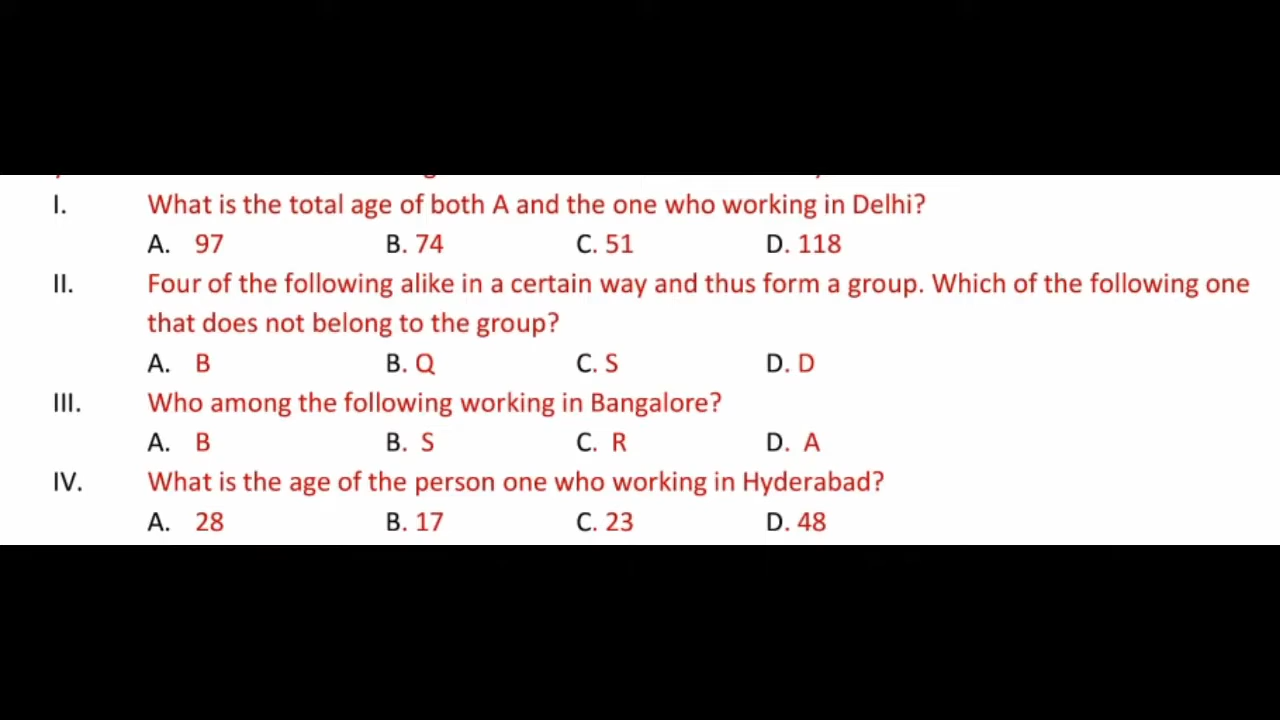 I. What is the total age of both A and the one who working in Delhi?
A. 97 B. 74 C. 51 D. 118
II. Four of the following alike in a certain way and thus form a group. Which of the following one
that does not belong to the group?
A. B B. Q C. S D. D
III. Who among the following working in Bangalore?
A. B B. S C. R D. A
IV. What is the age of the person one who working in Hyderabad?
A. 28 B. 17 C. 23 D. 48